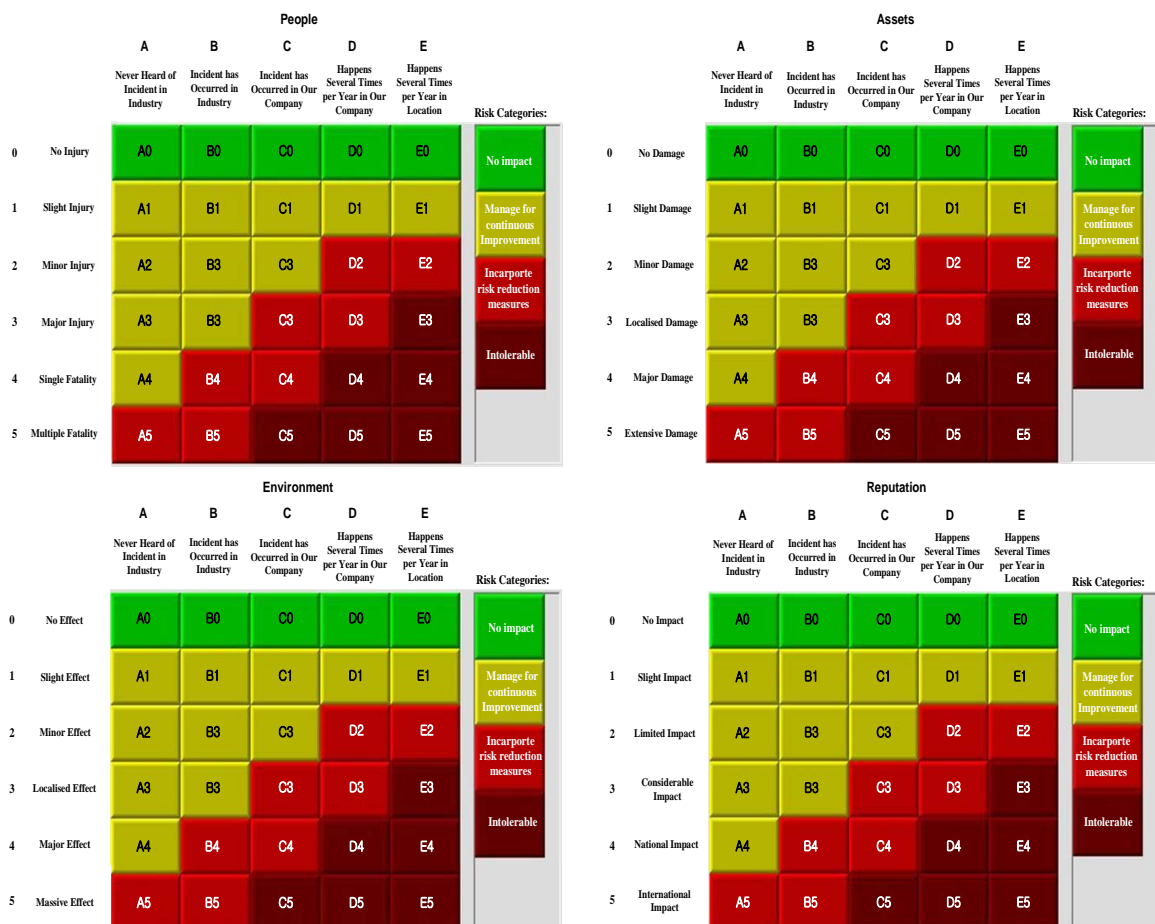 People
A B C D E
Never Heard of Incident in Industry
Incident has Occurred in Industry
Incident has Occurred in Our Company
Happens Several Times per Year in Our Company
Happens Several Times per Year in Location
Risk Categories:
0 No Injury A0 B0 C0 D0 E0
1 Slight Injury A1 B1 C1 D1 E1
2 Minor Injury A2 B3 C3 D2 E2
3 Major Injury A3 B3 C3 D3 E3
4 Single Fatality A4 B4 C4 D4 E4
5 Multiple Fatality A5 B5 C5 D5 E5
No impact
Manage for
continuous
Improvement
Incarporte
risk reduction
measures
Intolerable
Assets
A B C D E
Never Heard of Incident in Industry
Incident has Occurred in Industry
Incident has Occurred in Our Company
Happens Several Times per Year in Our Company
Happens Several Times per Year in Location
Risk Categories:
0 No Damage A0 B0 C0 D0 E0
1 Slight Damage A1 B1 C1 D1 E1
2 Minor Damage A2 B3 C3 D2 E2
3 Localised Damage A3 B3 C3 D3 E3
4 Major Damage A4 B4 C4 D4 E4
5 Extensive Damage A5 B5 C5 D5 E5
No impact
Manage for
continuous
Improvement
Incarporte
risk reduction
measures
Intolerable
Environment
A B C D E
Never Heard of Incident in Industry
Incident has Occurred in Industry
Incident has Occurred in Our Company
Happens Several Times per Year in Our Company
Happens Several Times per Year in Location
Risk Categories:
0 No Effect A0 B0 C0 D0 E0
1 Slight Effect A1 B1 C1 D1 E1
2 Minor Effect A2 B3 C3 D2 E2
3 Localised Effect A3 B3 C3 D3 E3
4 Major Effect A4 B4 C4 D4 E4
5 Massive Effect A5 B5 C5 D5 E5
No impact
Manage for
continuous
Improvement
Incarporte
risk reduction
measures
Intolerable
Reputation
A B C D E
Never Heard of Incident in Industry
Incident has Occurred in Industry
Incident has Occurred in Our Company
Happens Several Times per Year in Our Company
Happens Several Times per Year in Location
Risk Categories:
0 No Impact A0 B0 C0 D0 E0
1 Slight Impact A1 B1 C1 D1 E1
2 Limited Impact A2 B3 C3 D2 E2
3 Considerable Impact A3 B3 C3 D3 E3
4 National Impact A4 B4 C4 D4 E4
5 International Impact A5 B5 C5 D5 E5
No impact
Manage for
continuous
Improvement
Incarporte
risk reduction
measures
Intolerable